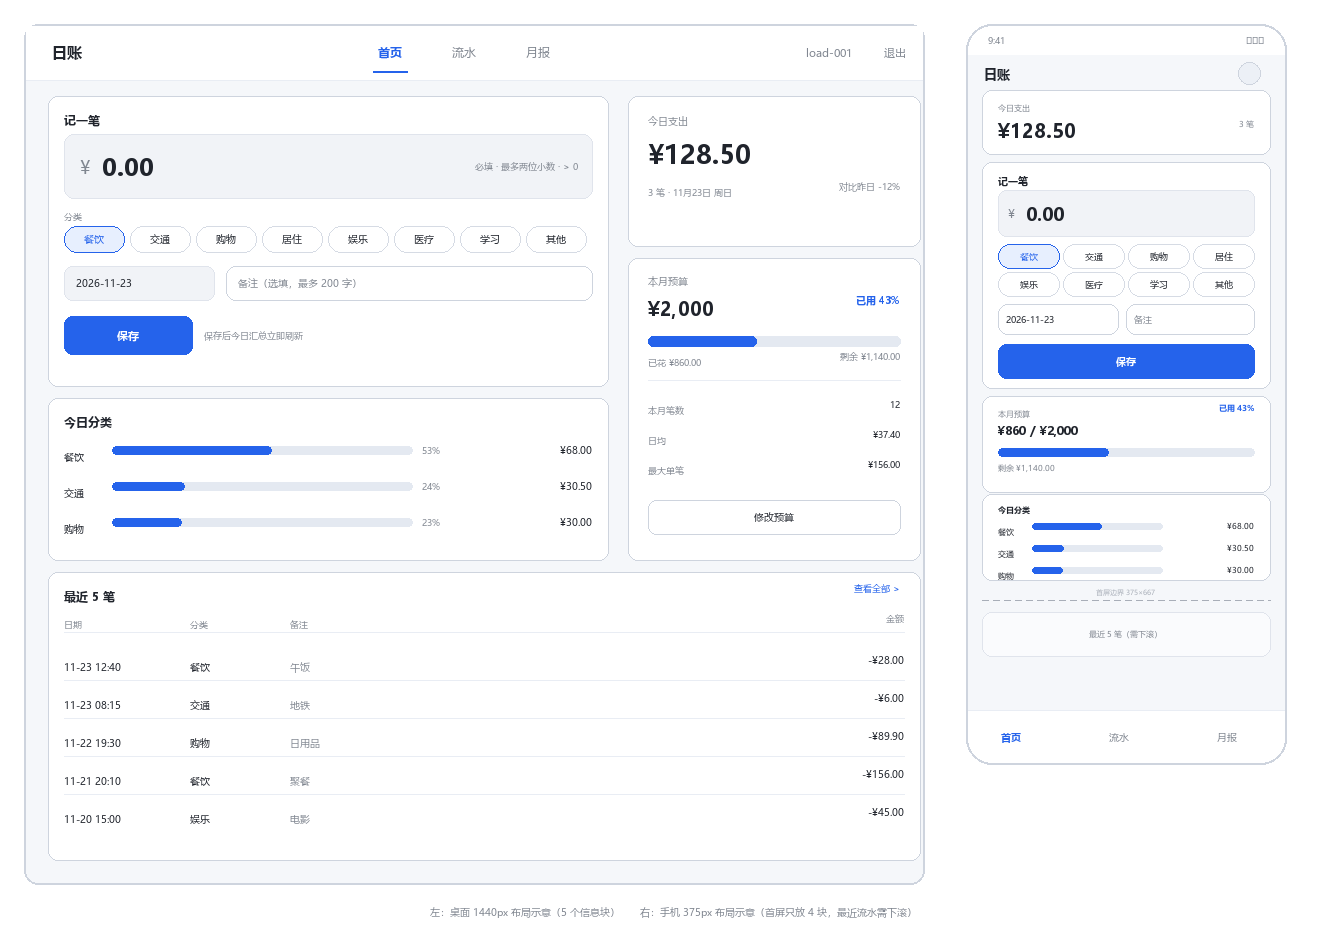 日账
首页 流水 月报
load-001 退出
记一笔
¥ 0.00 必填 · 最多两位小数 · > 0
分类
餐饮 交通 购物 居住 娱乐 医疗 学习 其他
2026-11-23 备注（选填，最多 200 字）
保存 保存后今日汇总立即刷新
今日支出
¥128.50
3 笔 · 11月23日 周日 对比昨日 -12%
本月预算
¥2,000 已用 43%
已花 ¥860.00 剩余 ¥1,140.00
本月笔数 12
日均 ¥37.40
最大单笔 ¥156.00
修改预算
今日分类
餐饮 53% ¥68.00
交通 24% ¥30.50
购物 23% ¥30.00
最近 5 笔 查看全部 >
日期 分类 备注 金额
11-23 12:40 餐饮 午饭 -¥28.00
11-23 08:15 交通 地铁 -¥6.00
11-22 19:30 购物 日用品 -¥89.90
11-21 20:10 餐饮 聚餐 -¥156.00
11-20 15:00 娱乐 电影 -¥45.00
9:41
日账
今日支出
¥128.50 3 笔
记一笔
¥ 0.00
餐饮 交通 购物 居住
娱乐 医疗 学习 其他
2026-11-23 备注
保存
本月预算 已用 43%
¥860 / ¥2,000
剩余 ¥1,140.00
今日分类
餐饮 ¥68.00
交通 ¥30.50
购物 ¥30.00
首屏边界 375×667
最近 5 笔（需下滚）
首页 流水 月报
左：桌面 1440px 布局示意（5 个信息块） 右：手机 375px 布局示意（首屏只放 4 块，最近流水需下滚）